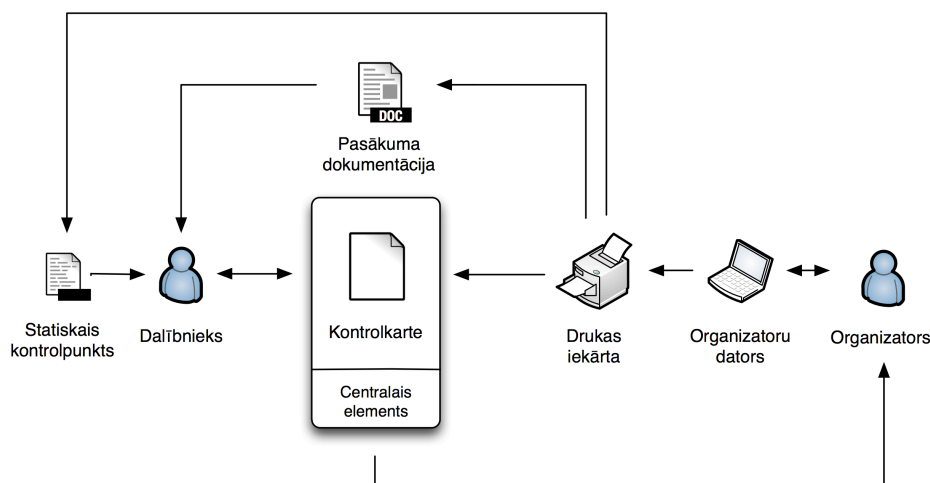 DOC
Pasākuma
dokumentācija
Statiskais
kontrolpunkts
Dalībnieks
Kontrolkarte
Centralais
elements
Drukas
iekārta
Organizatoru
dators
Organizators